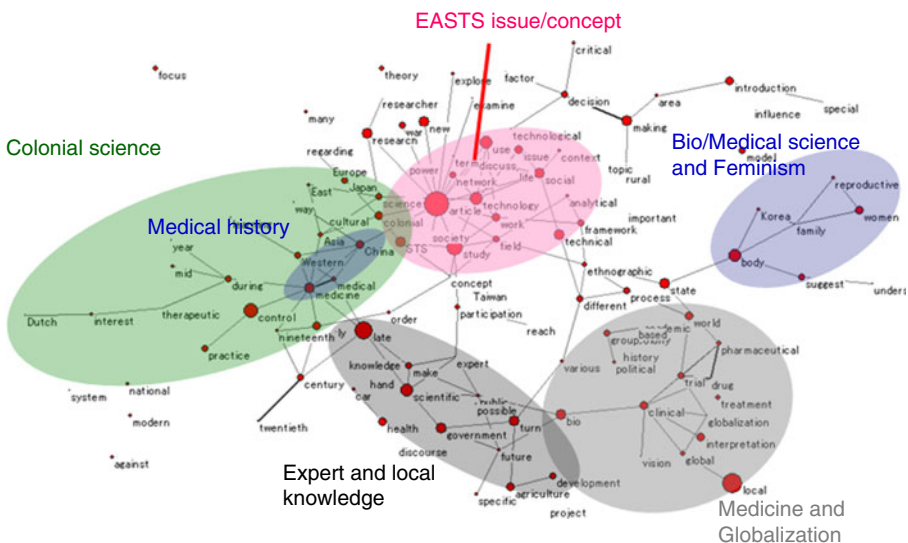 EASTS issue/concept
critical
focus
theory
explore
factor
introduction
area
decision
examine
researcher
special
influence
many
war
new
making
research
technological
Colonial science
use
regarding
power
term
discuss
issue
context
Bio/Medical science
and Feminism
model
topic
rural
Europe
network
life
East
Japan
social
reproductive
science
article
technology
analytical
way
cultural
colonial
work
important
Korea
women
Medical history
family
framework
Asia
society
year
China
STS
study
field
technical
Western
body
mid
during
medical
ethnographic
suggest
medicine
concept
state
unders
Taiwan
different
process
Dutch
interest
therapeutic
control
order
participation
world
based
nineteenth
ly
late
reach
group
history
pharmaceutical
practice
knowledge
make
expert
various
political
trial
drug
system
national
century
car
hand
scientific
public
possible
treatment
modern
twentieth
health
turn
bio
clinical
globalization
government
interpretation
discourse
future
against
vision
global
Expert and local
knowledge
development
specific
agriculture
local
project
Medicine and
Globalization